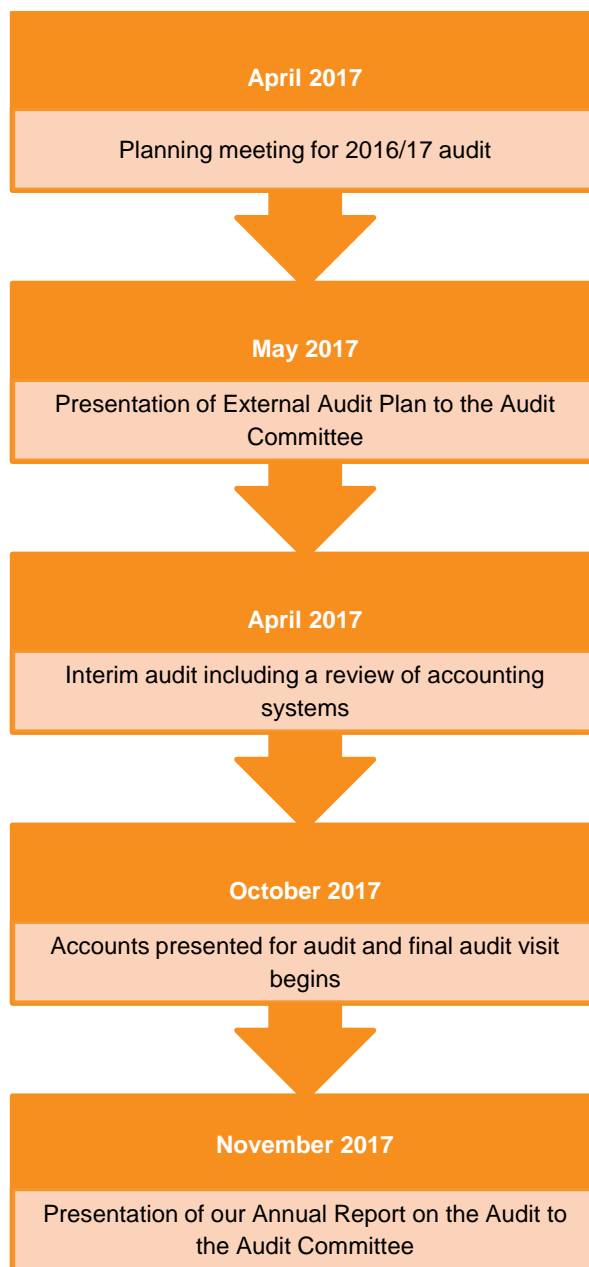 April 2017
Planning meeting for 2016/17 audit
May 2017
Presentation of External Audit Plan to the Audit
Committee
April 2017
Interim audit including a review of accounting
systems
October 2017
Accounts presented for audit and final audit visit
begins
November 2017
Presentation of our Annual Report on the Audit to
the Audit Committee